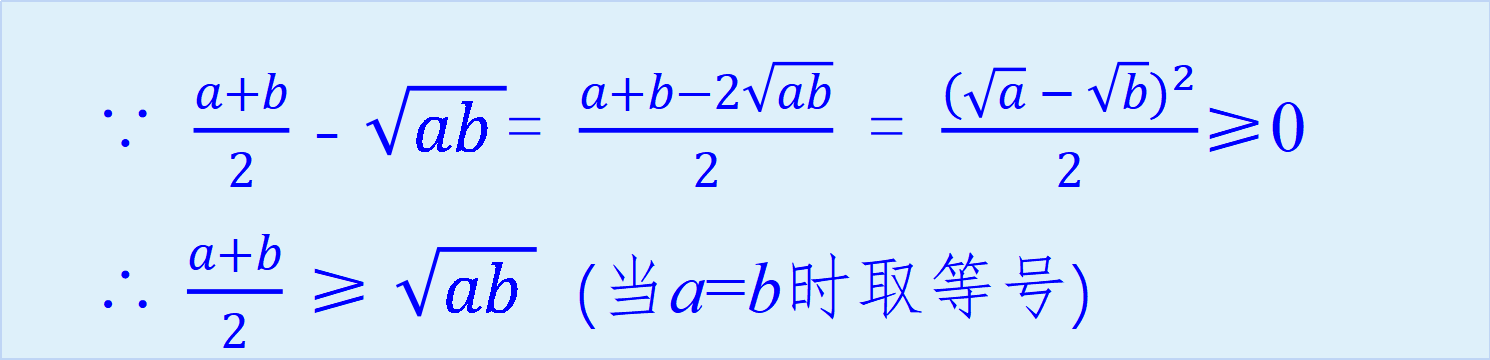 ∵ (a+b)/2 - √(ab) = (a+b−2√(ab))/2 = (√a − √b)²/2 ⩾0
∴ (a+b)/2 ⩾ √(ab) (当a=b时取等号)